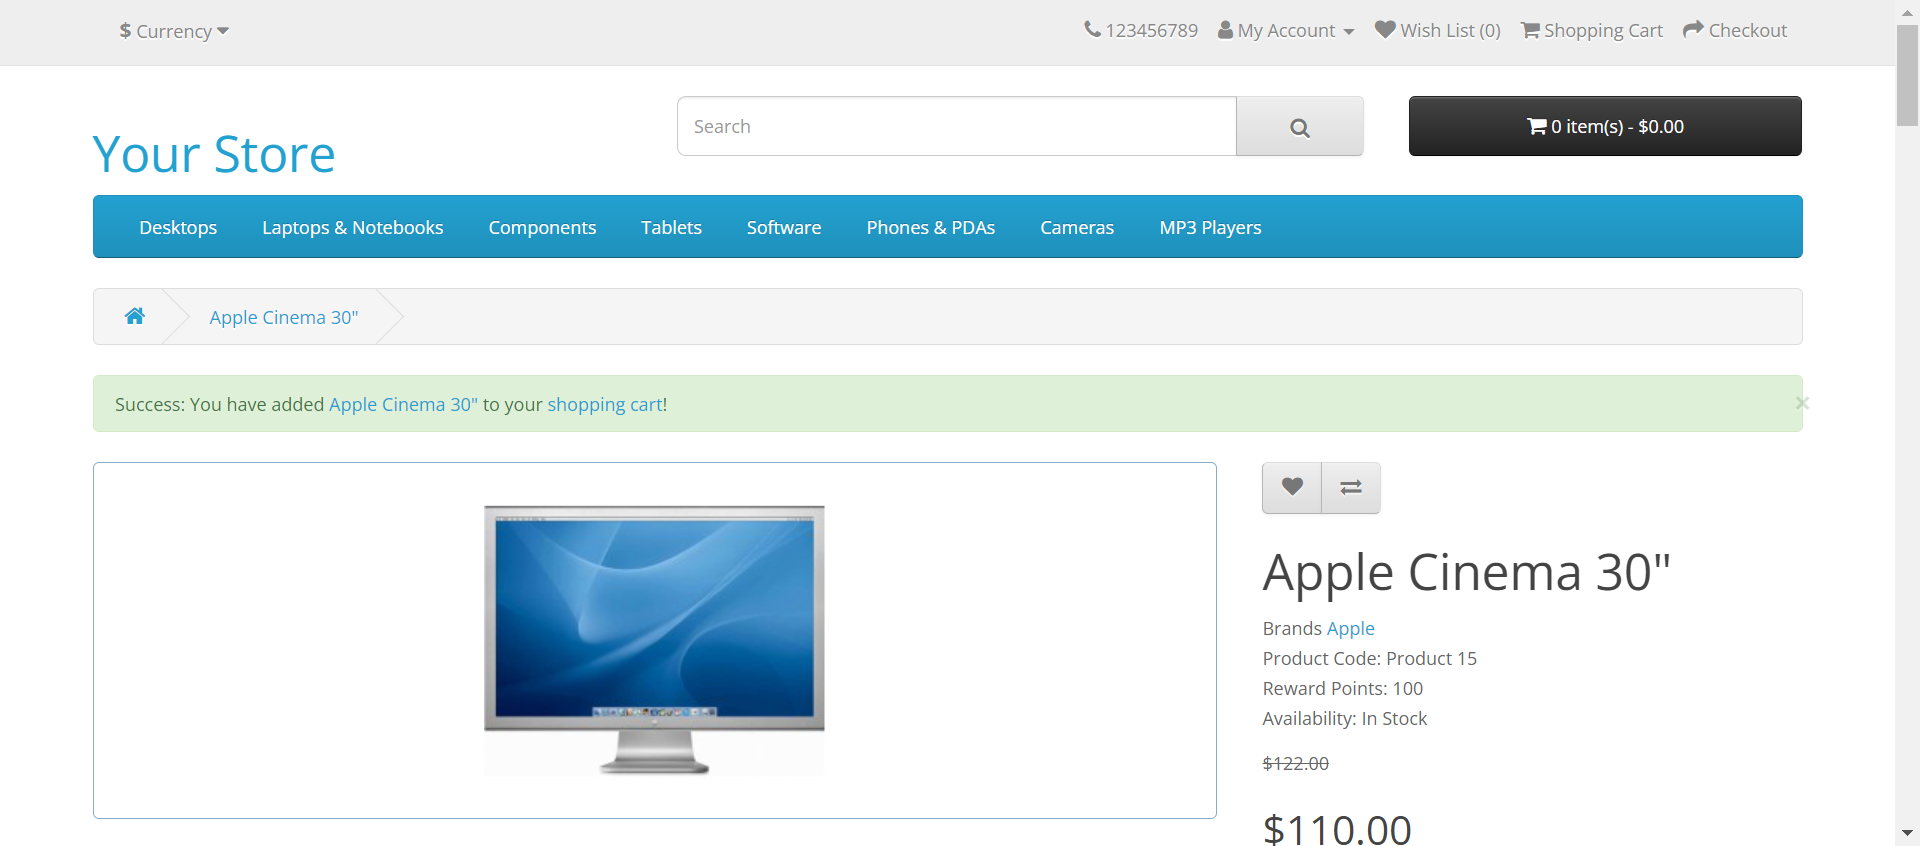 $ Currency
123456789 My Account Wish List (0) Shopping Cart Checkout
Your Store
Search
0 item(s) - $0.00
Desktops Laptops & Notebooks Components Tablets Software Phones & PDAs Cameras MP3 Players
Apple Cinema 30"
Success: You have added Apple Cinema 30" to your shopping cart!
×
Apple Cinema 30"
Brands Apple
Product Code: Product 15
Reward Points: 100
Availability: In Stock
$122.00
$110.00